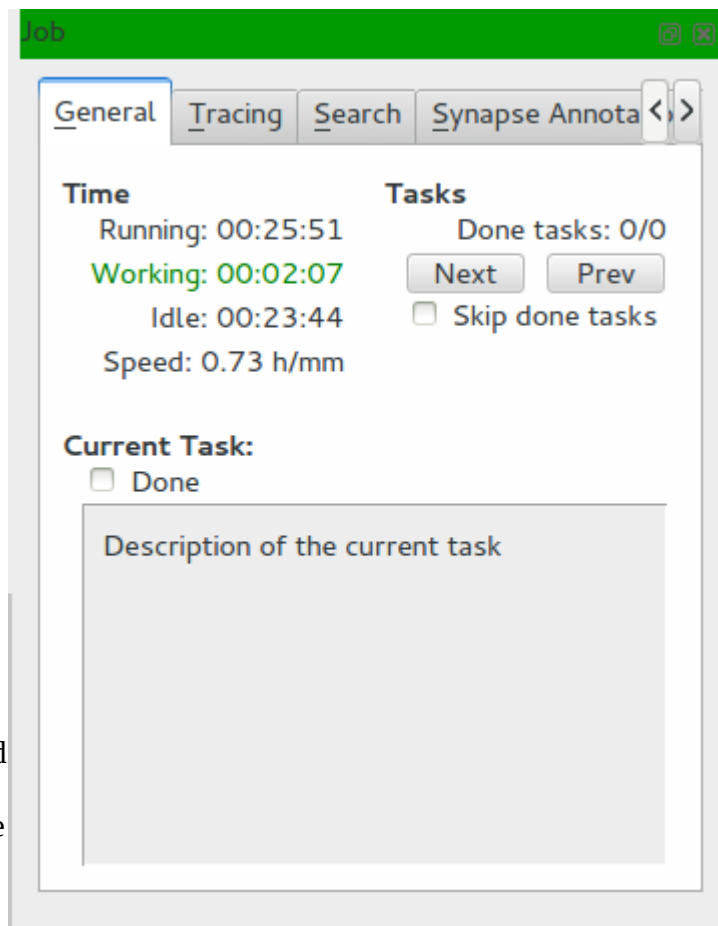 Job
General Tracing Search Synapse Annota
Time
Running: 00:25:51
Working: 00:02:07
Idle: 00:23:44
Speed: 0.73 h/mm
Tasks
Done tasks: 0/0
Next Prev
Skip done tasks
Current Task:
Done
Description of the current task